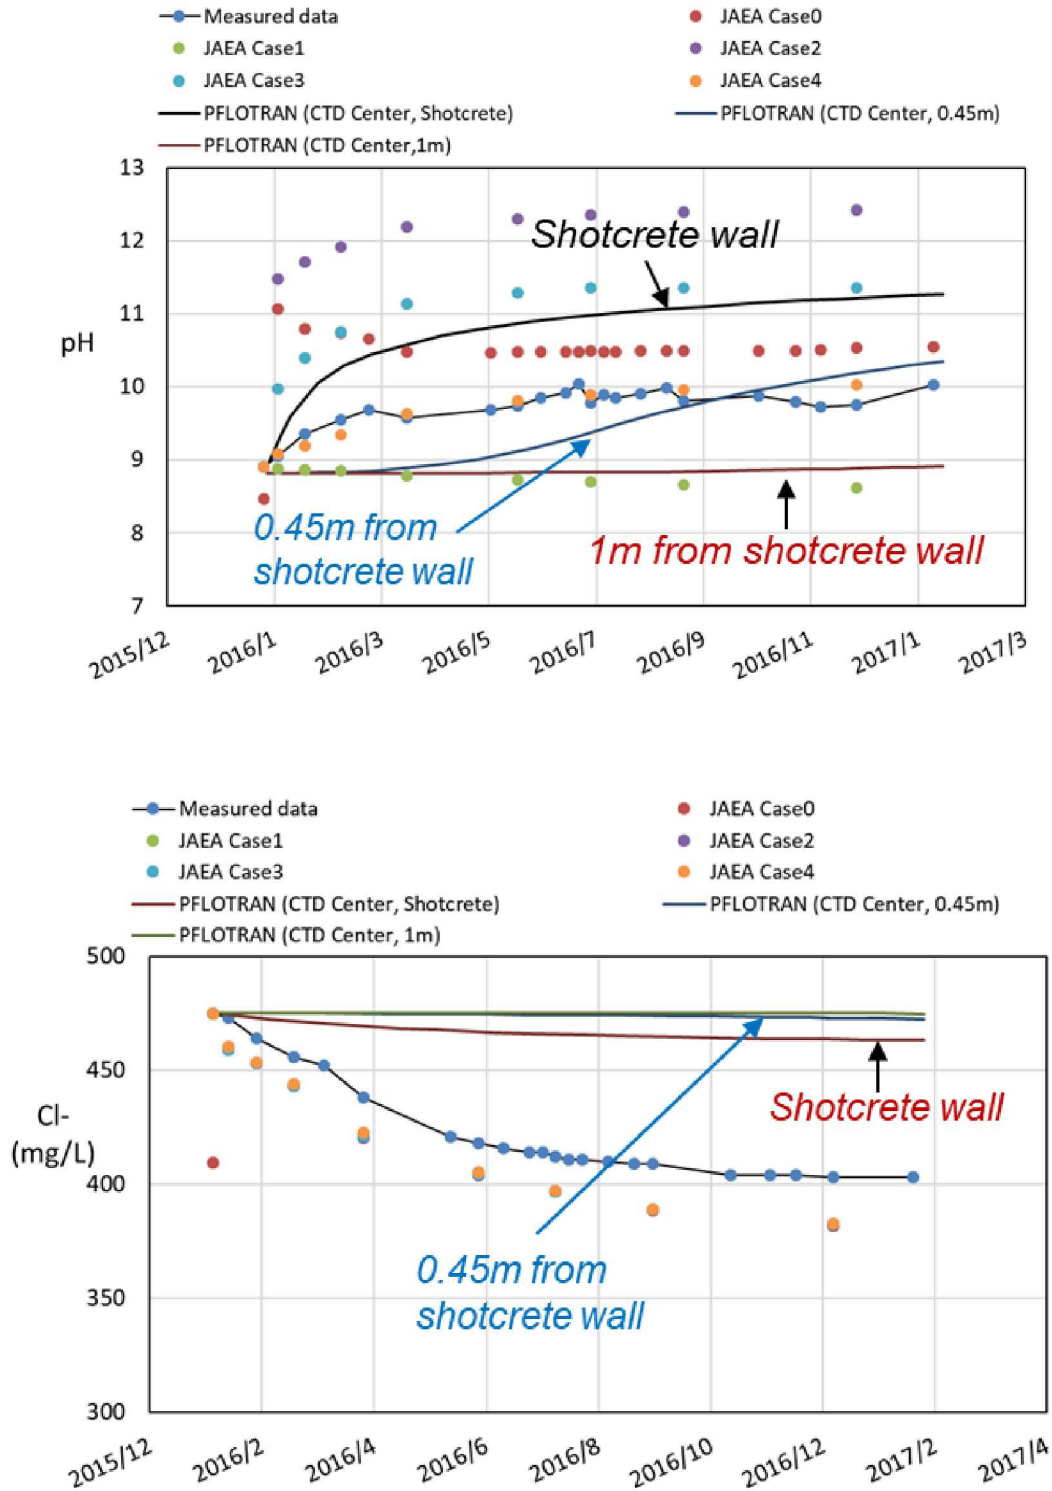 Measured data
JAEA Case0
JAEA Case1
JAEA Case2
JAEA Case3
JAEA Case4
PFLOTRAN (CTD Center, Shotcrete)
PFLOTRAN (CTD Center, 0.45m)
PFLOTRAN (CTD Center,1m)
13
12
11
10
9
8
7
pH
Shotcrete wall
0.45m from
shotcrete wall
1m from shotcrete wall
2015/12
2016/1
2016/3
2016/5
2016/7
2016/9
2016/11
2017/1
2017/3
Measured data
JAEA Case0
JAEA Case1
JAEA Case2
JAEA Case3
JAEA Case4
PFLOTRAN (CTD Center, Shotcrete)
PFLOTRAN (CTD Center, 0.45m)
PFLOTRAN (CTD Center, 1m)
500
450
400
350
300
Cl-
(mg/L)
Shotcrete wall
0.45m from
shotcrete wall
2015/12
2016/2
2016/4
2016/6
2016/8
2016/10
2016/12
2017/2
2017/4